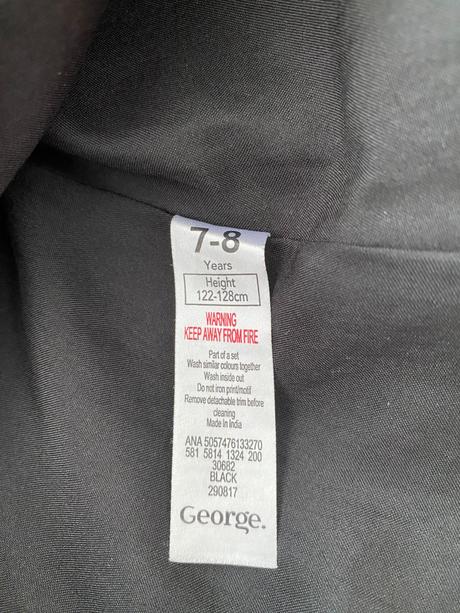 7-8
Years
Height
122-128cm
WARNING
KEEP AWAY FROM FIRE
Part of a set
Wash similar colours together
Wash inside out
Do not iron print/motif
Remove detachable trim before
cleaning
Made In India
ANA 5057476133270
581 5814 1324 200
30682
BLACK
290817
George.